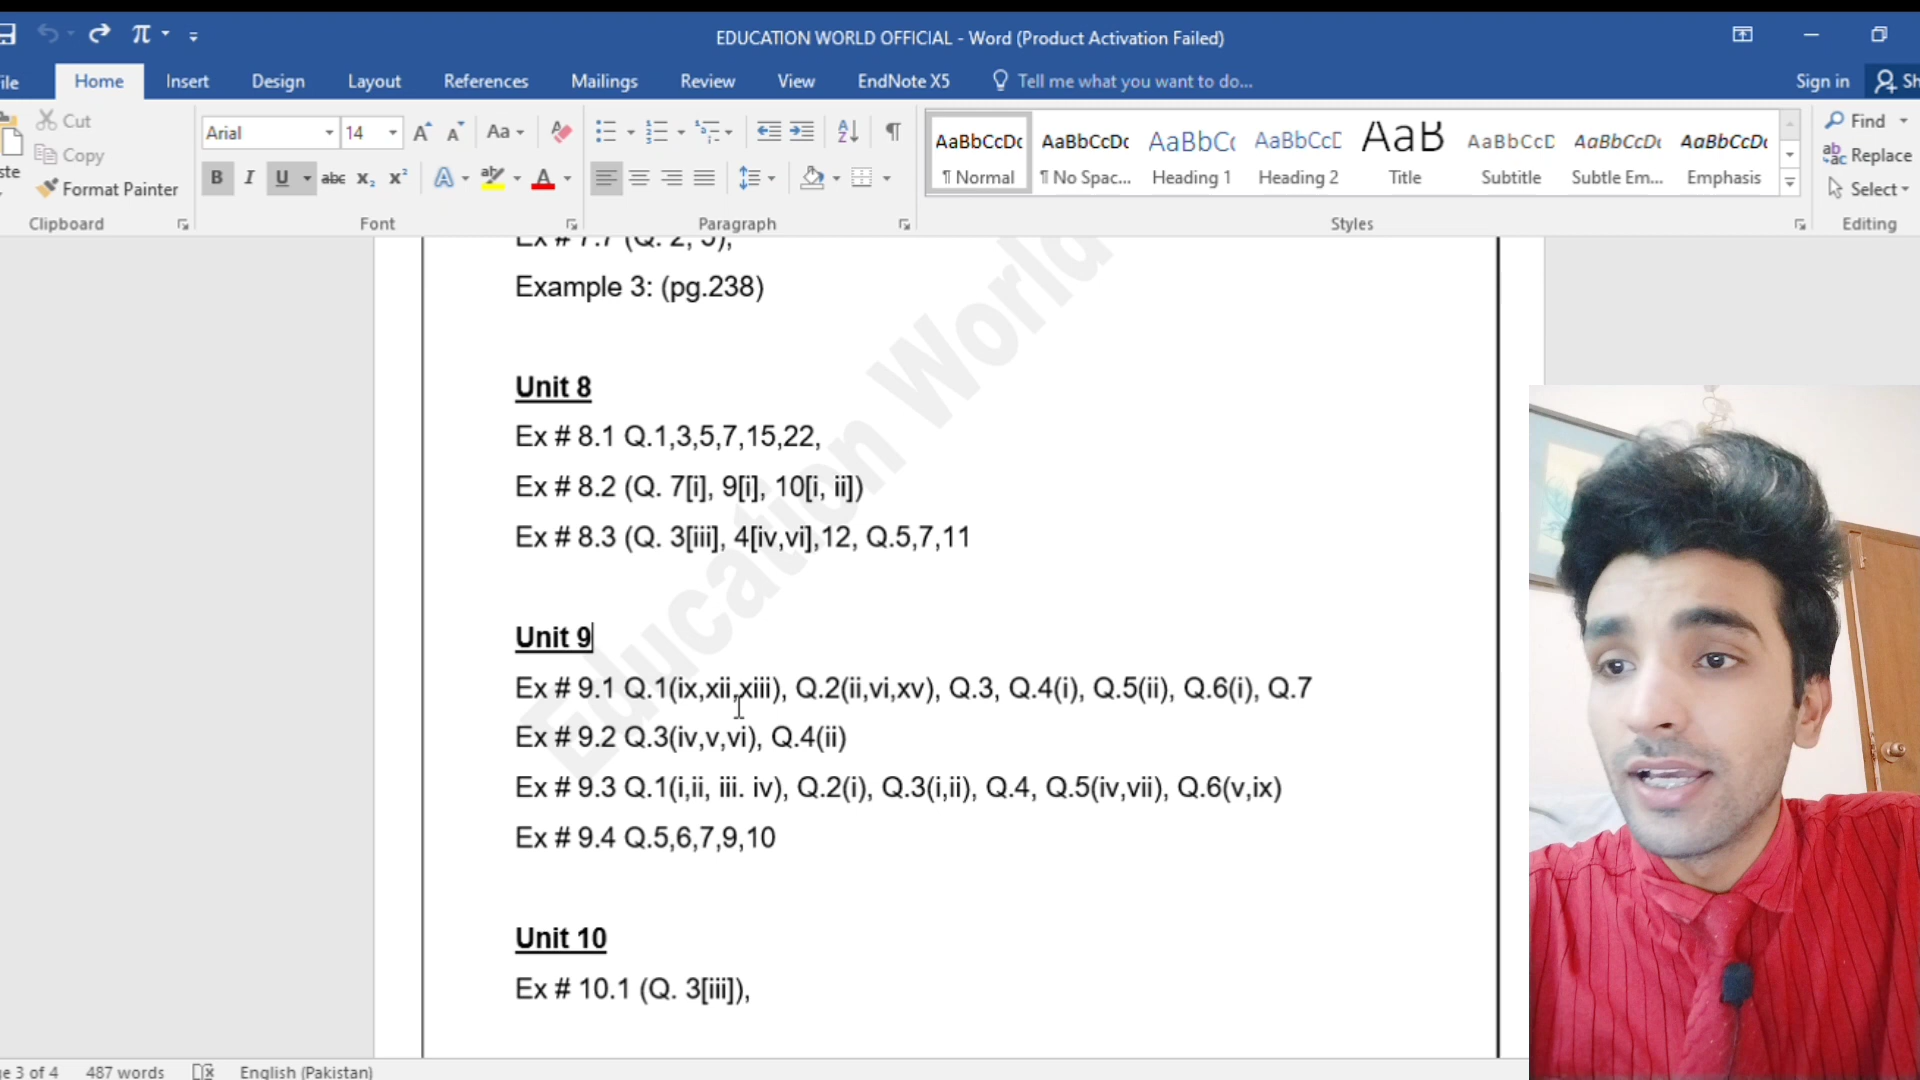 EDUCATION WORLD OFFICIAL - Word (Product Activation Failed)
Home Insert Design Layout References Mailings Review View EndNote X5 Tell me what you want to do... Sign in
Cut
Copy
Format Painter
Clipboard
Arial 14
Font
Paragraph
AaBbCcDc AaBbCcDc AaBbCc AaBbCcD AaB AaBbCcD AaBbCcDc AaBbCcDc
¶ Normal ¶ No Spac... Heading 1 Heading 2 Title Subtitle Subtle Em... Emphasis
Styles
Find
Replace
Select
Editing
Example 3: (pg.238)
Unit 8
Ex # 8.1 Q.1,3,5,7,15,22,
Ex # 8.2 (Q. 7[i], 9[i], 10[i, ii])
Ex # 8.3 (Q. 3[iii], 4[iv,vi],12, Q.5,7,11
Unit 9
Ex # 9.1 Q.1(ix,xii,xiii), Q.2(ii,vi,xv), Q.3, Q.4(i), Q.5(ii), Q.6(i), Q.7
Ex # 9.2 Q.3(iv,v,vi), Q.4(ii)
Ex # 9.3 Q.1(i,ii, iii. iv), Q.2(i), Q.3(i,ii), Q.4, Q.5(iv,vii), Q.6(v,ix)
Ex # 9.4 Q.5,6,7,9,10
Unit 10
Ex # 10.1 (Q. 3[iii]),
Education World
3 of 4 487 words English (Pakistan)